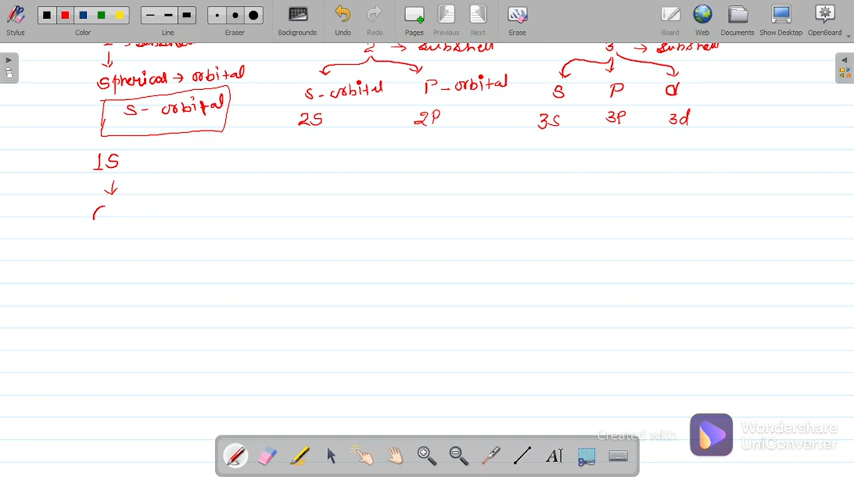 Stylus
Color
Line
Eraser
Backgrounds
Undo
Redo
Pages
Previous
Next
Erase
Board
Web
Documents
Show Desktop
OpenBoard
2 → subshell
3 → subshell
Spherical → orbital
S - orbital
S - orbital P - orbital
S P d
2S 2P
3S 3P 3d
1S
Created with
Wondershare
UniConverter